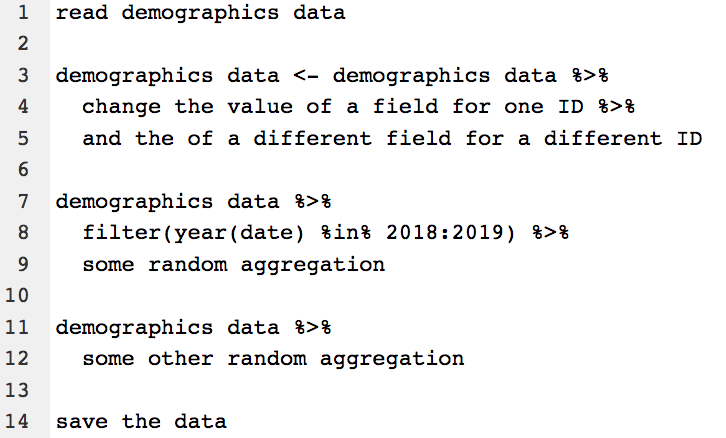 1 read demographics data
2
3 demographics data <- demographics data %>%
4 change the value of a field for one ID %>%
5 and the of a different field for a different ID
6
7 demographics data %>%
8 filter(year(date) %in% 2018:2019) %>%
9 some random aggregation
10
11 demographics data %>%
12 some other random aggregation
13
14 save the data